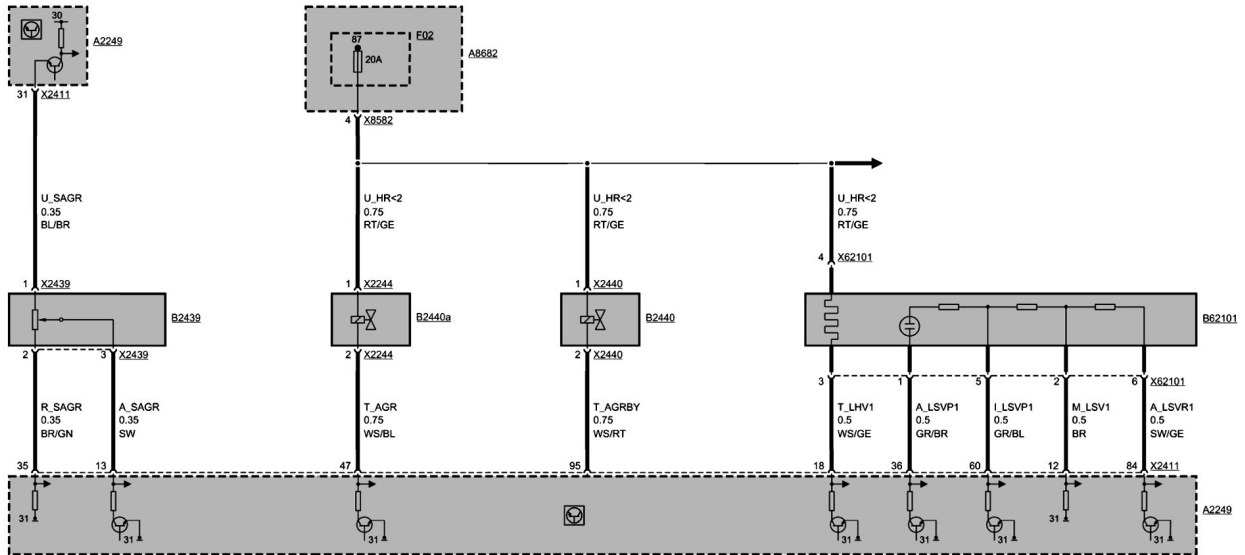 30
A2249
31 X2411
87
F02
20A
A8682
4 X8582
U_SAGR
0.35
BL/BR
U_HR<2
0.75
RT/GE
U_HR<2
0.75
RT/GE
U_HR<2
0.75
RT/GE
4 X62101
1 X2439
1 X2244
1 X2440
B2439
B2440a
B2440
B62101
2 3 X2439
2 X2244
2 X2440
3 1 5 2 6 X62101
R_SAGR
0.35
BR/GN
A_SAGR
0.35
SW
T_AGR
0.75
WS/BL
T_AGRBY
0.75
WS/RT
T_LHV1
0.5
WS/GE
A_LSVP1
0.5
GR/BR
I_LSVP1
0.5
GR/BL
M_LSV1
0.5
BR
A_LSVR1
0.5
SW/GE
35 13 47 95 18 36 60 12 84 X2411
A2249
31 31 31 31 31 31 31 31